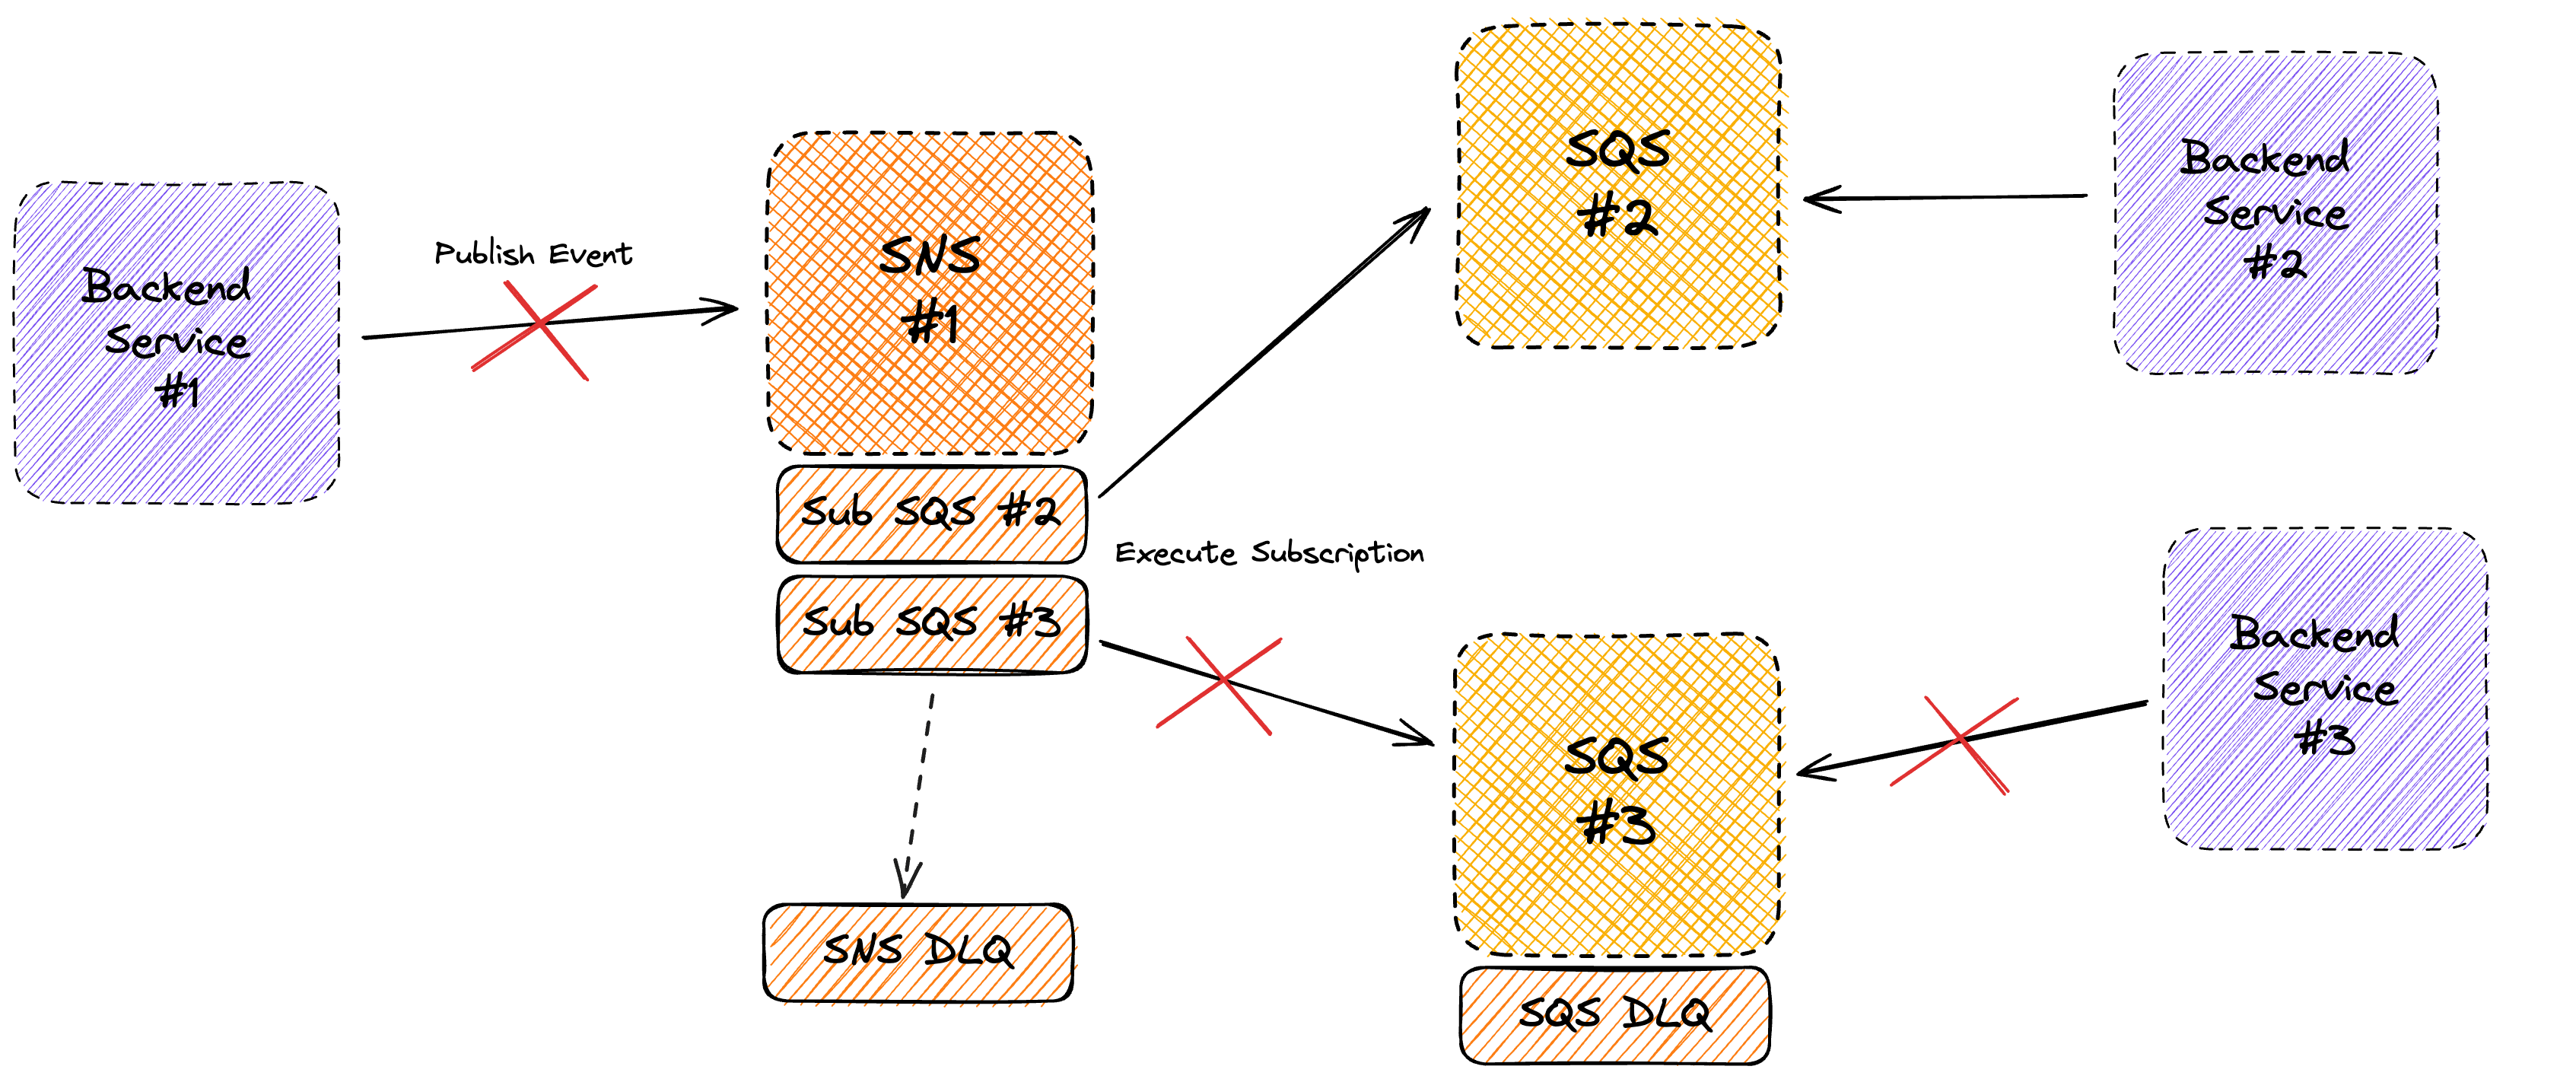 Backend
Service
#1
Publish Event
SNS
#1
Sub SQS #2
Sub SQS #3
Execute Subscription
SNS DLQ
SQS
#2
Backend
Service
#2
SQS
#3
SQS DLQ
Backend
Service
#3